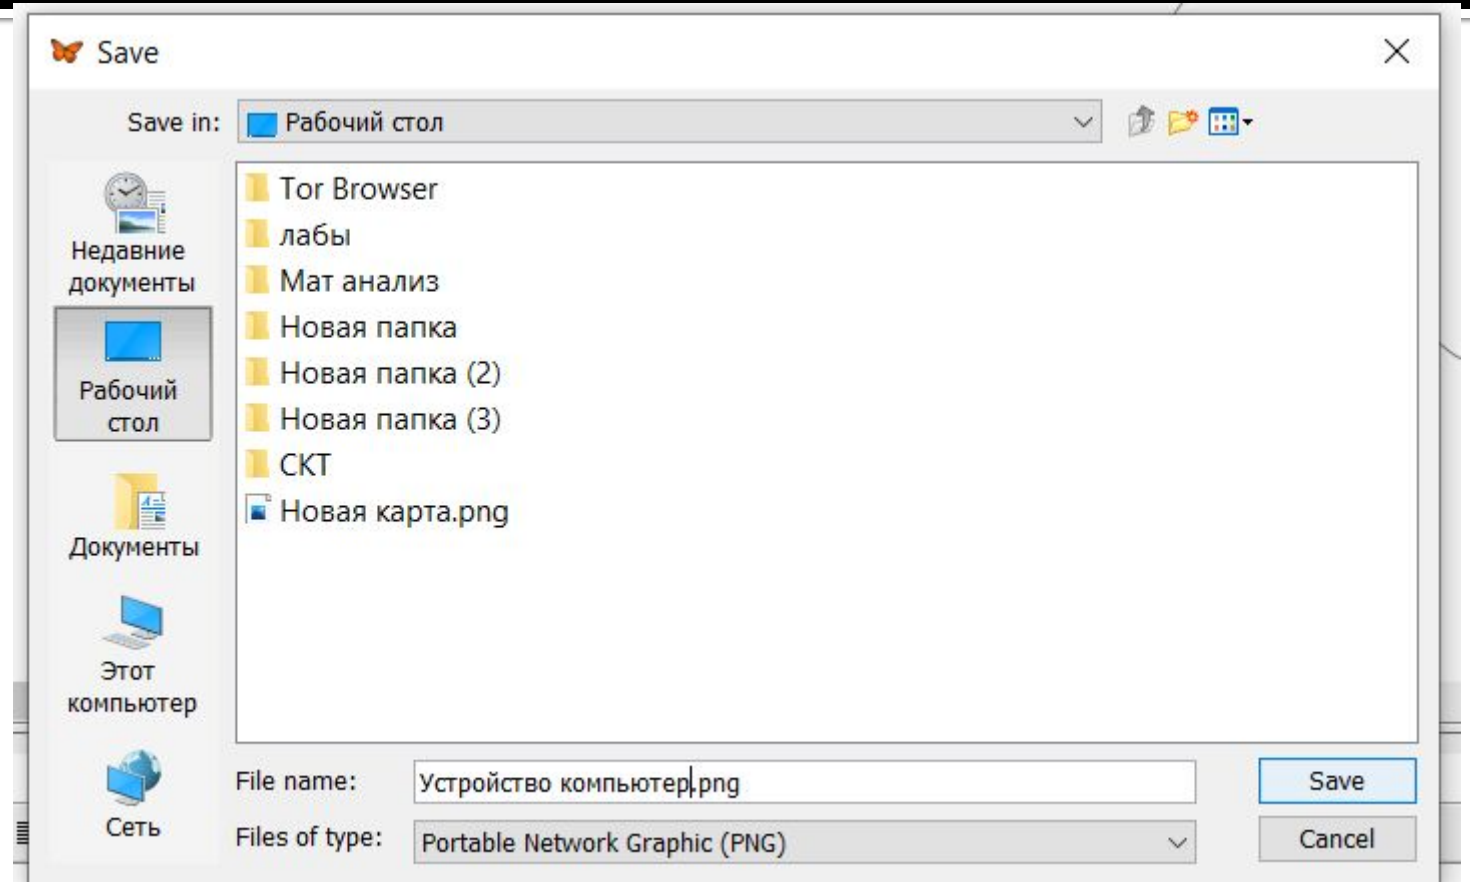 Save
Save in:
Рабочий стол
Недавние
документы
Рабочий
стол
Документы
Этот
компьютер
Сеть
Tor Browser
лабы
Мат анализ
Новая папка
Новая папка (2)
Новая папка (3)
СКТ
Новая карта.png
File name:
Устройство компьютер.png
Save
Files of type:
Portable Network Graphic (PNG)
Cancel